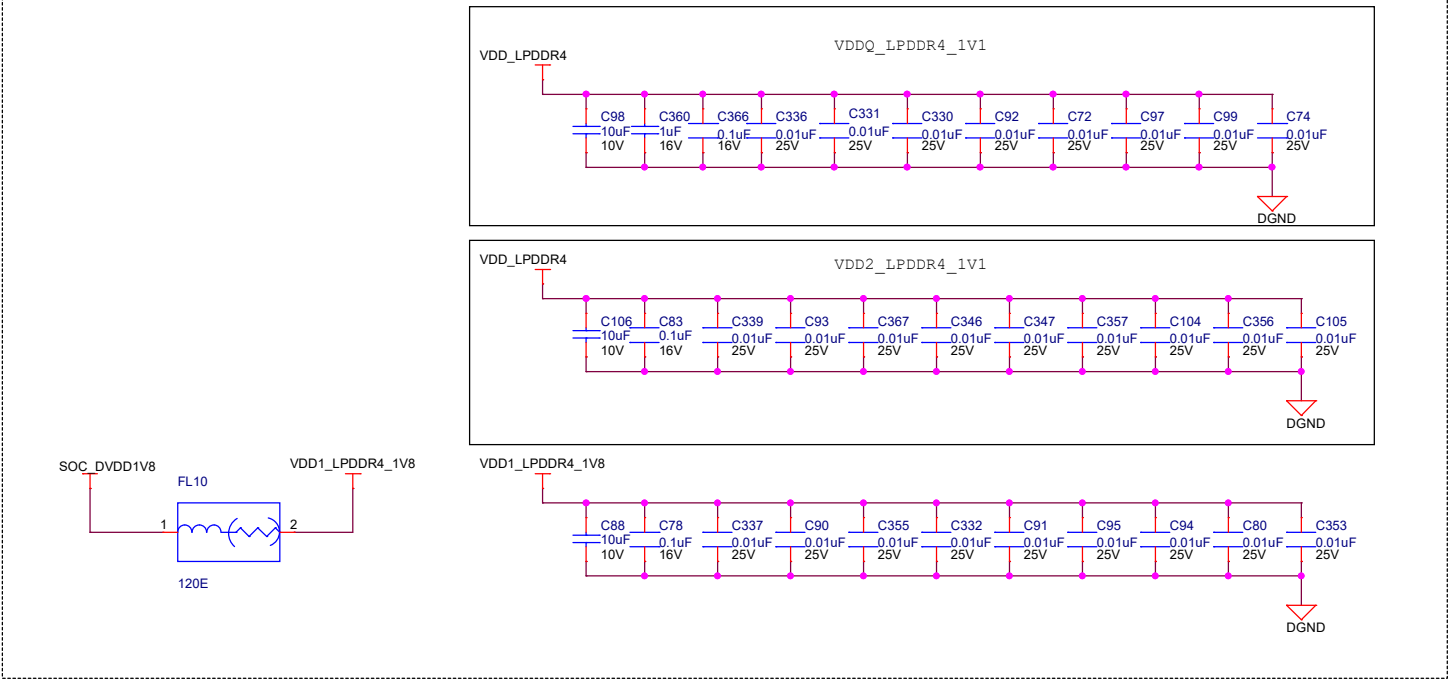 VDDQ_LPDDR4_1V1
VDD_LPDDR4
C98 C360 C366 C336 C331 C330 C92 C72 C97 C99 C74
10uF 1uF 0.1uF 0.01uF 0.01uF 0.01uF 0.01uF 0.01uF 0.01uF 0.01uF 0.01uF
10V 16V 16V 25V 25V 25V 25V 25V 25V 25V 25V
DGND
VDD_LPDDR4
VDD2_LPDDR4_1V1
C106 C83 C339 C93 C367 C346 C347 C357 C104 C356 C105
10uF 0.1uF 0.01uF 0.01uF 0.01uF 0.01uF 0.01uF 0.01uF 0.01uF 0.01uF 0.01uF
10V 16V 25V 25V 25V 25V 25V 25V 25V 25V 25V
DGND
SOC_DVDD1V8
VDD1_LPDDR4_1V8
FL10
1 2
120E
VDD1_LPDDR4_1V8
C88 C78 C337 C90 C355 C332 C91 C95 C94 C80 C353
10uF 0.1uF 0.01uF 0.01uF 0.01uF 0.01uF 0.01uF 0.01uF 0.01uF 0.01uF 0.01uF
10V 16V 25V 25V 25V 25V 25V 25V 25V 25V 25V
DGND